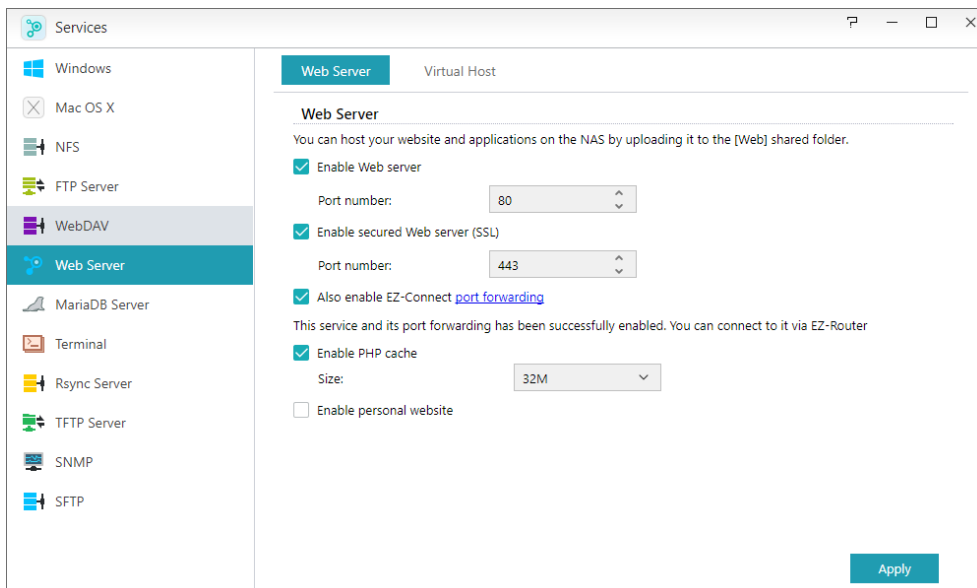 Services
Windows
Mac OS X
NFS
FTP Server
WebDAV
Web Server
MariaDB Server
Terminal
Rsync Server
TFTP Server
SNMP
SFTP
Web Server Virtual Host
Web Server
You can host your website and applications on the NAS by uploading it to the [Web] shared folder.
Enable Web server
Port number: 80
Enable secured Web server (SSL)
Port number: 443
Also enable EZ-Connect port forwarding
This service and its port forwarding has been successfully enabled. You can connect to it via EZ-Router
Enable PHP cache
Size: 32M
Enable personal website
Apply